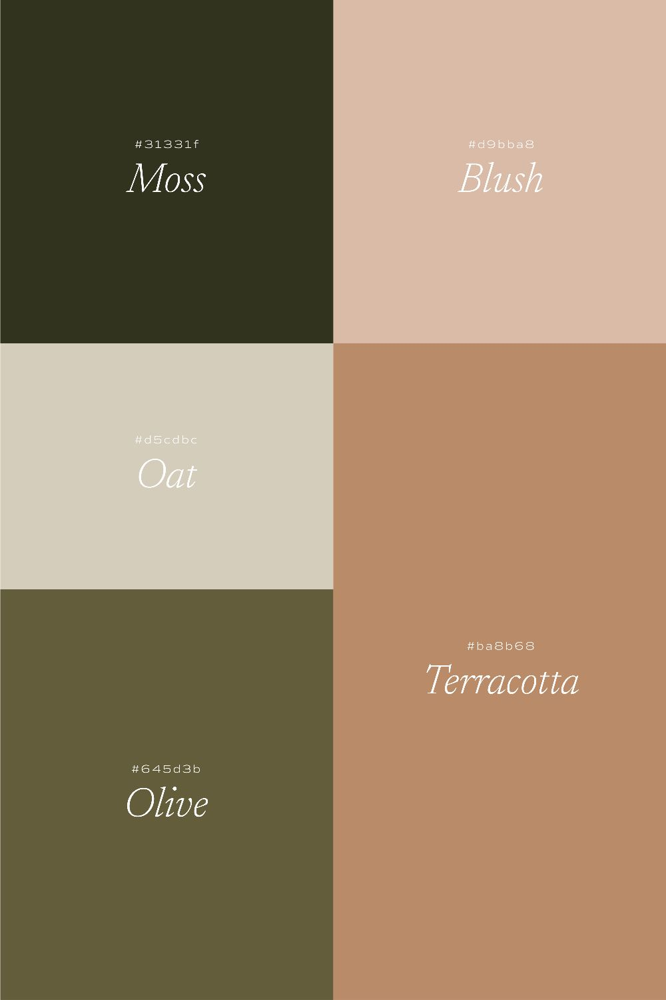 #31331f
Moss
#d9bba8
Blush
#d5cdbc
Oat
#ba8b68
Terracotta
#645d3b
Olive